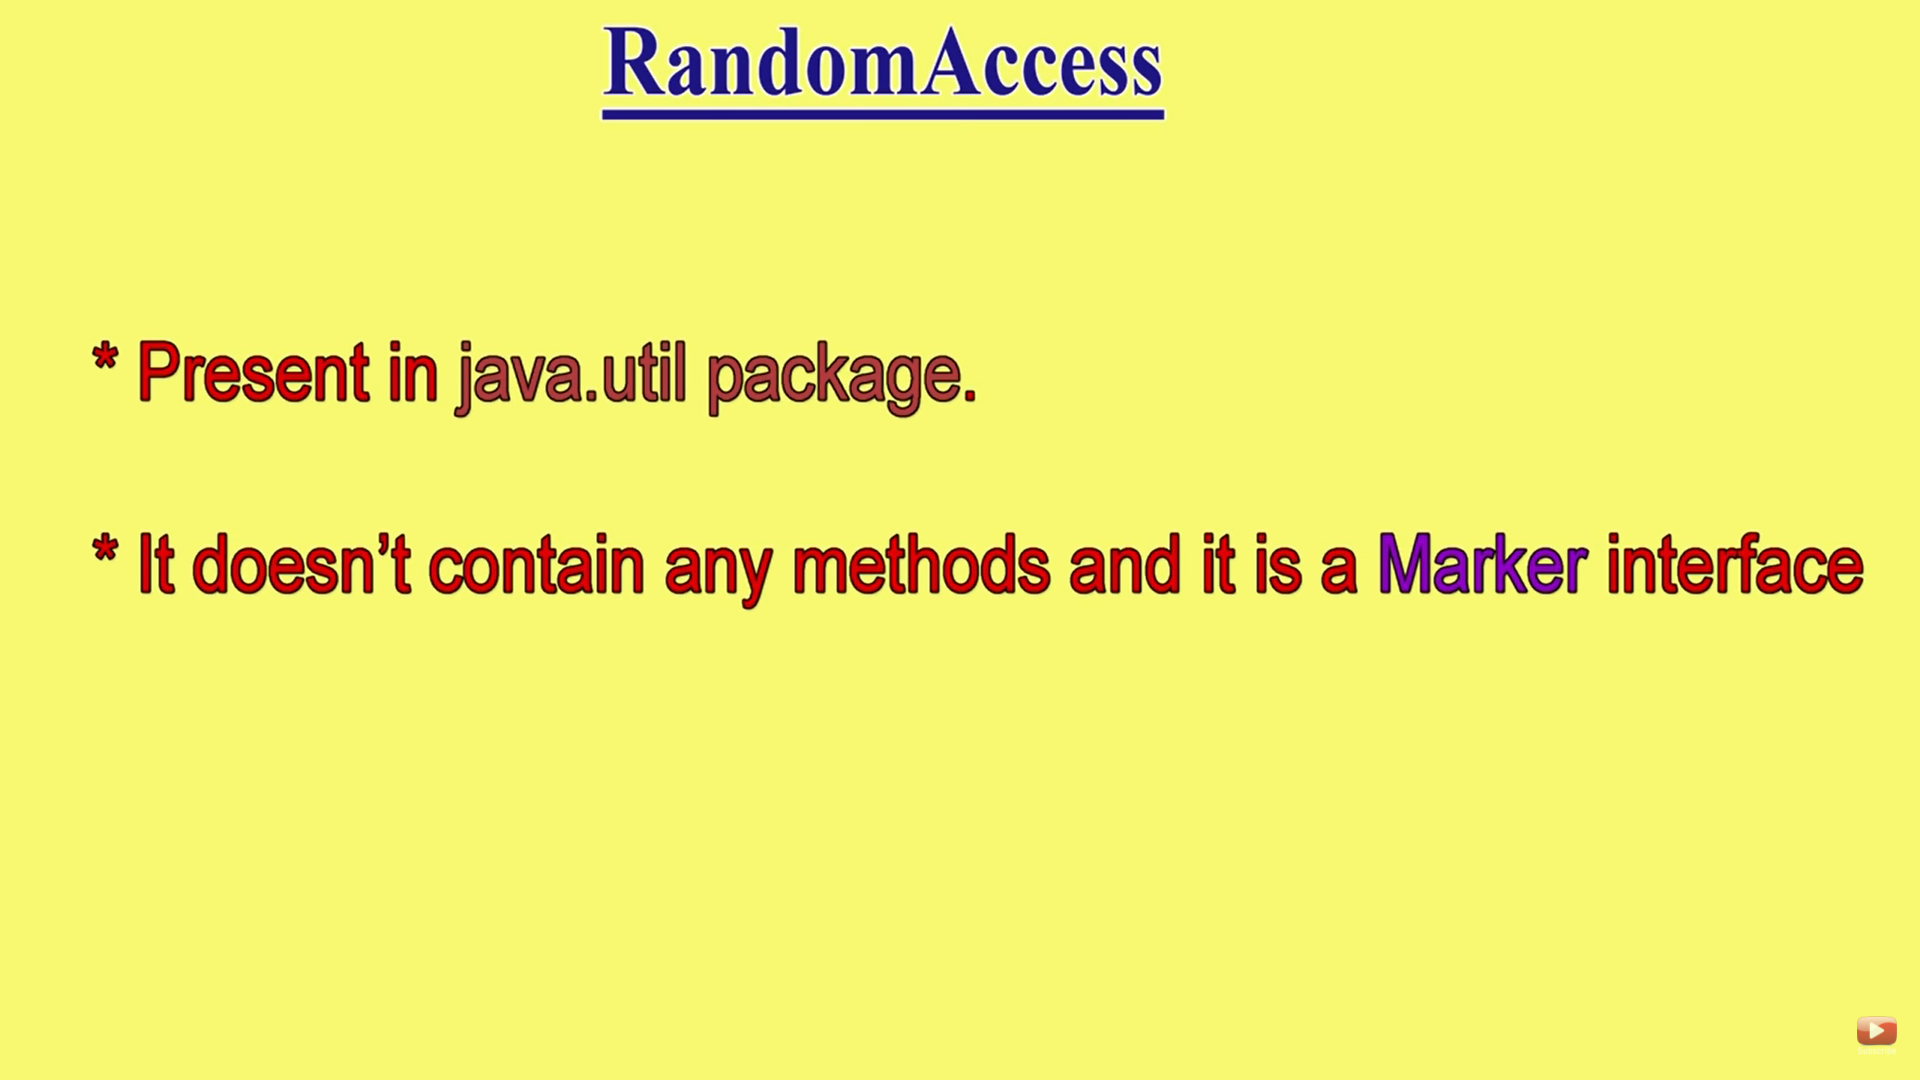 RandomAccess
* Present in java.util package.
* It doesn’t contain any methods and it is a Marker interface